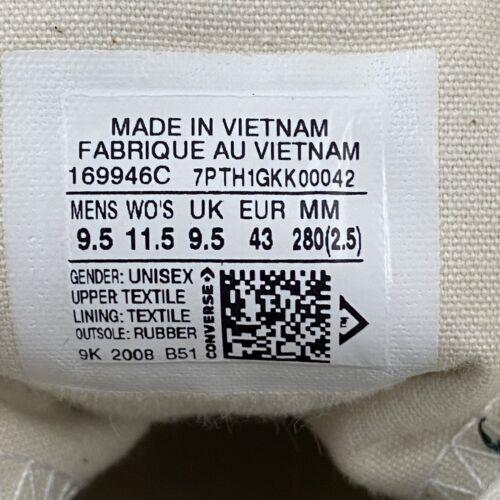 MADE IN VIETNAM
FABRIQUE AU VIETNAM
169946C 7PTH1GKK00042
MENS WO'S UK EUR MM
9.5 11.5 9.5 43 280(2.5)
GENDER: UNISEX
UPPER TEXTILE
LINING: TEXTILE
OUTSOLE: RUBBER
9K 2008 B51
CONVERSE
V